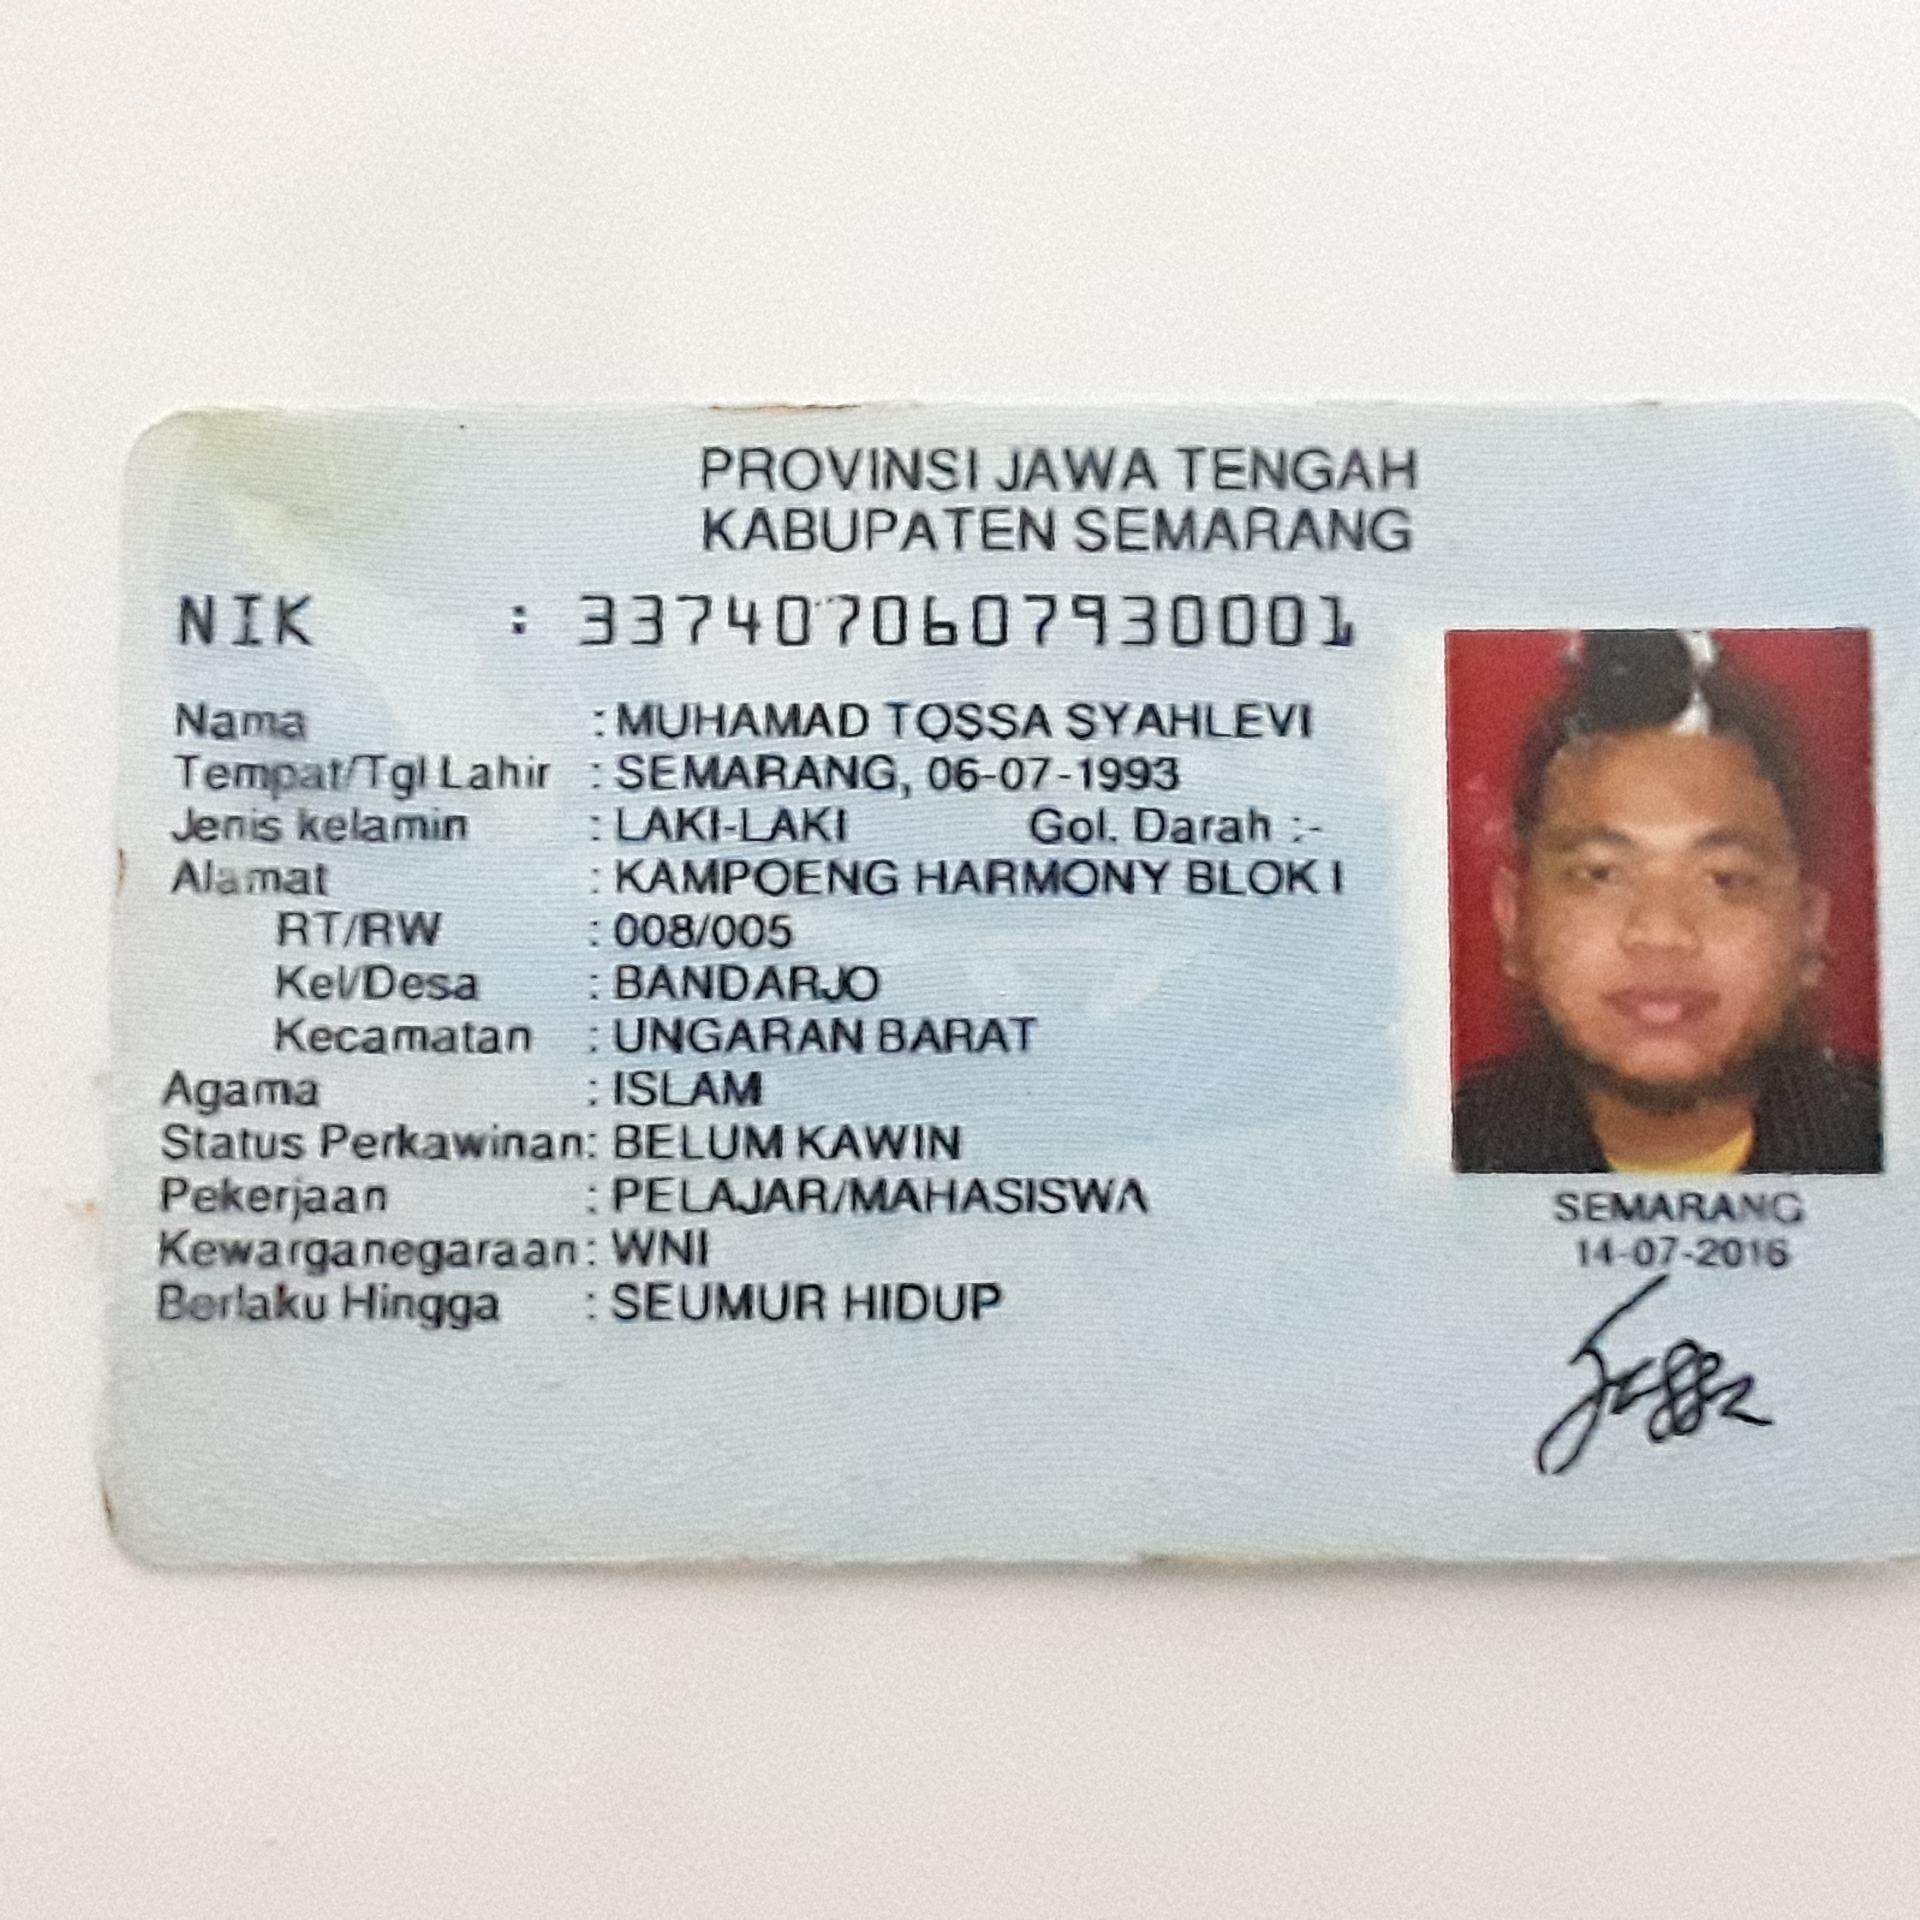 PROVINSI JAWA TENGAH
KABUPATEN SEMARANG
NIK : 3374070607930001
Nama : MUHAMAD TOSSA SYAHLEVI
Tempat/Tgl Lahir : SEMARANG, 06-07-1993
Jenis kelamin : LAKI-LAKI Gol. Darah : -
Alamat : KAMPOENG HARMONY BLOK I
RT/RW : 008/005
Kel/Desa : BANDARJO
Kecamatan : UNGARAN BARAT
Agama : ISLAM
Status Perkawinan: BELUM KAWIN
Pekerjaan : PELAJAR/MAHASISWA
Kewarganegaraan: WNI
Berlaku Hingga : SEUMUR HIDUP
SEMARANG
14-07-2016